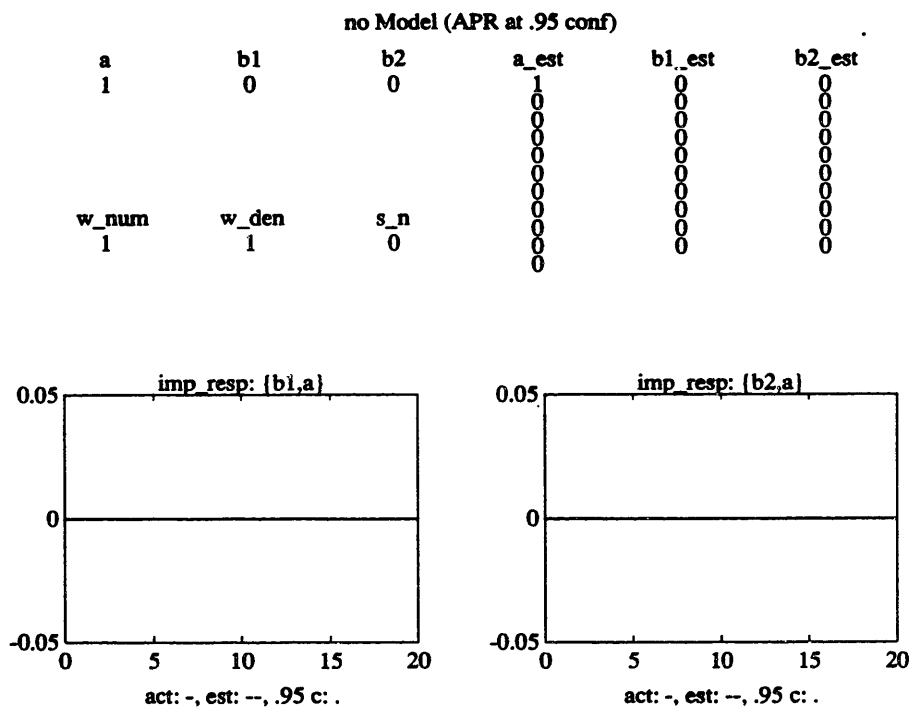 no Model (APR at .95 conf)
a b1 b2 a_est b1_est b2_est
1 0 0 1 0 0
0 0 0
0 0 0
0 0 0
0 0 0
0 0 0
0 0 0
0 0 0
w_num w_den s_n
0 0 0
1 1 0 0 0 0
0
imp_resp: {b1,a}
0.05
0
-0.05
0 5 10 15 20
act: -, est: --, .95 c: .
imp_resp: {b2,a}
0.05
0
-0.05
0 5 10 15 20
act: -, est: --, .95 c: .